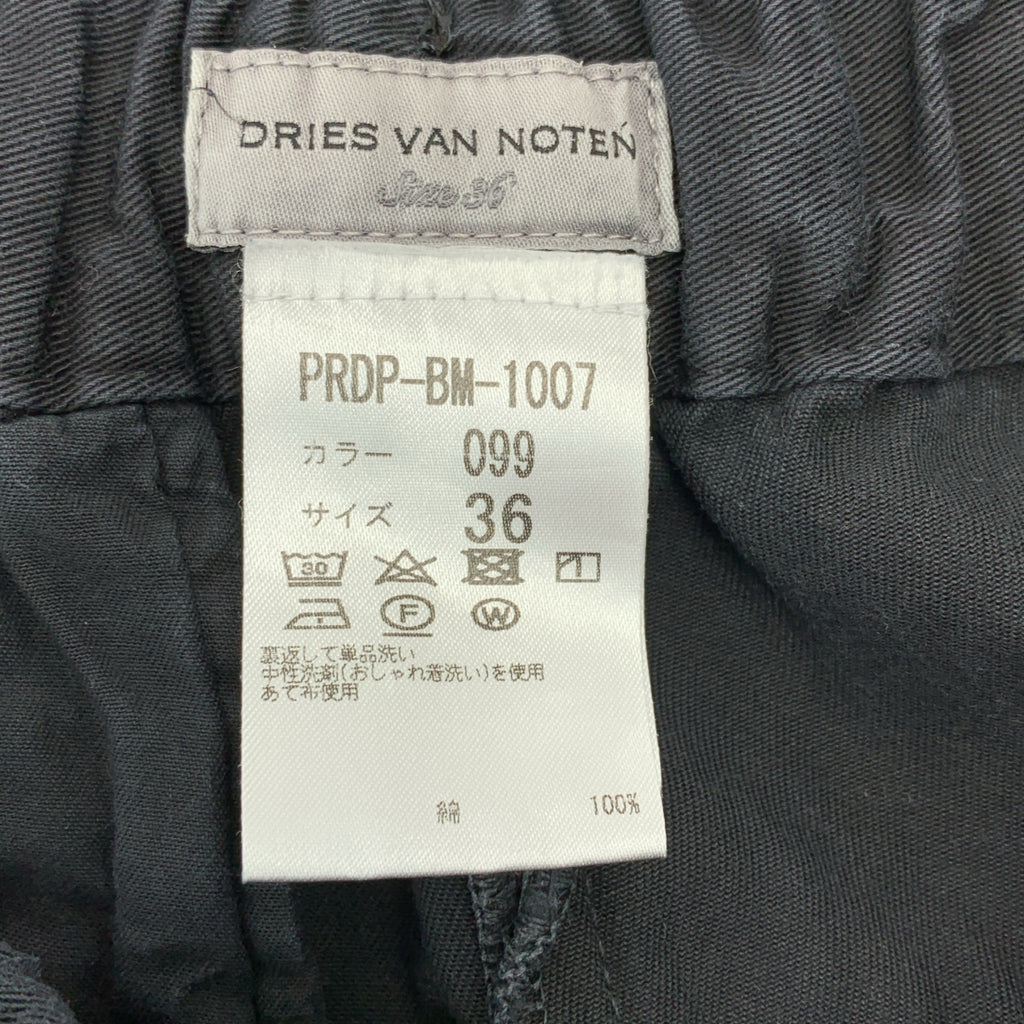 DRIES VAN NOTEN
Size 36
PRDP-BM-1007
カラー 099
サイズ 36
30
F W
裏返して単品洗い
中性洗剤(おしゃれ着洗い)を使用
あて布使用
綿 100%